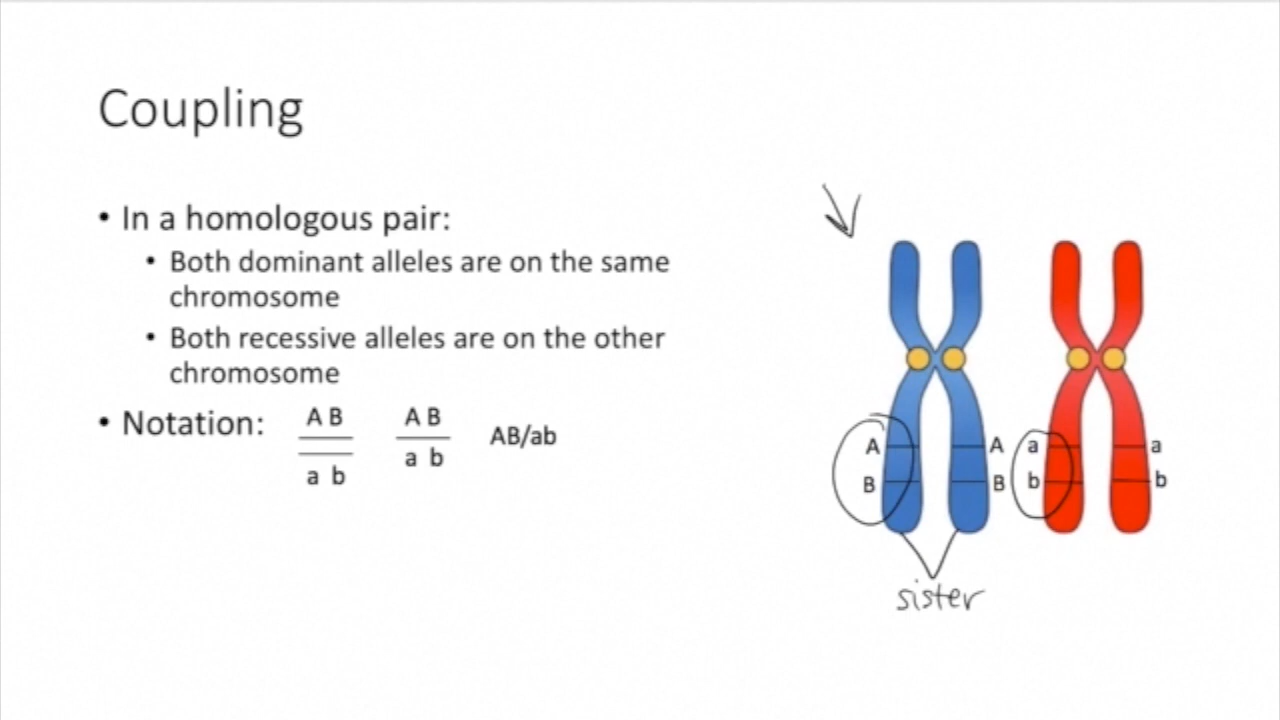 Coupling
• In a homologous pair:
• Both dominant alleles are on the same
chromosome
• Both recessive alleles are on the other
chromosome
• Notation:
A B
a b
A B
a b
AB/ab
A A a a
B B b b
sister